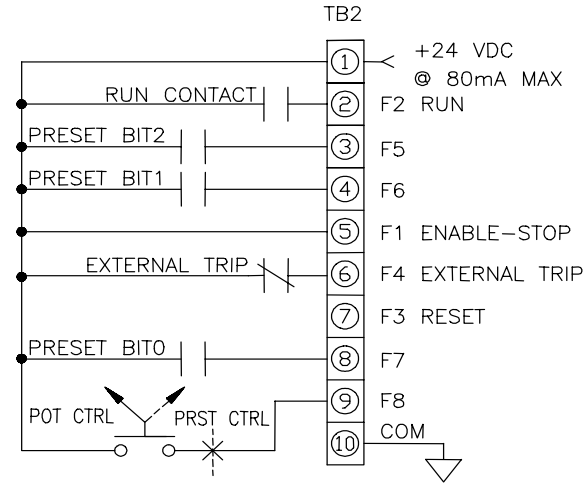 TB2
1 +24 VDC
@ 80mA MAX
RUN CONTACT 2 F2 RUN
PRESET BIT2 3 F5
PRESET BIT1 4 F6
5 F1 ENABLE-STOP
EXTERNAL TRIP 6 F4 EXTERNAL TRIP
7 F3 RESET
PRESET BIT0 8 F7
POT CTRL PRST CTRL 9 F8
10 COM